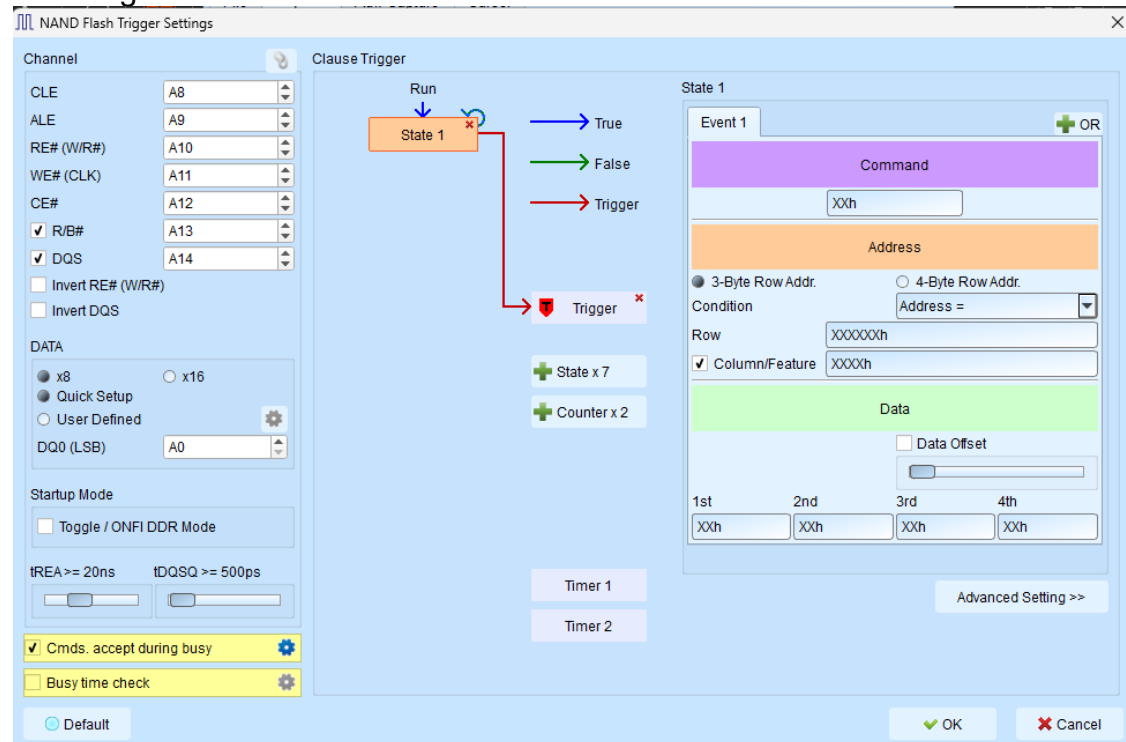 NAND Flash Trigger Settings
Channel
CLE A8
ALE A9
RE# (W/R#) A10
WE# (CLK) A11
CE# A12
R/B# A13
DQS A14
Invert RE# (W/R#)
Invert DQS
DATA
x8 x16
Quick Setup
User Defined
DQ0 (LSB) A0
Startup Mode
Toggle / ONFI DDR Mode
tREA>= 20ns tDQSQ >= 500ps
Cmds. accept during busy
Busy time check
Default
Clause Trigger
Run
State 1
True
False
Trigger
T Trigger
State x 7
Counter x 2
Timer 1
Timer 2
State 1
Event 1 OR
Command
XXh
Address
3-Byte Row Addr. 4-Byte Row Addr.
Condition Address =
Row XXXXXXh
Column/Feature XXXXh
Data
Data Offset
1st 2nd 3rd 4th
XXh XXh XXh XXh
Advanced Setting >>
OK Cancel